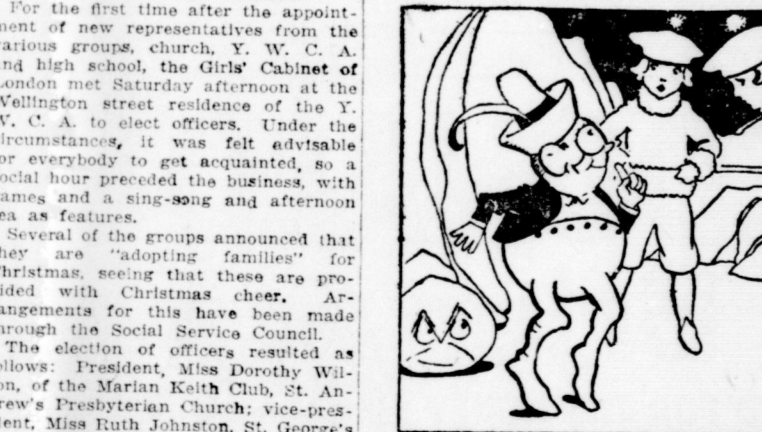 For the first time after the appoint-
ment of new representatives from the
various groups, church, Y. W. C. A.
and high school, the Girls' Cabinet of
London met Saturday afternoon at the
Wellington street residence of the Y.
W. C. A. to elect officers. Under the
circumstances, it was felt advisable
for everybody to get acquainted, so a
social hour preceded the business, with
games and a sing-song and afternoon
tea as features.
Several of the groups announced that
they are "adopting families" for
Christmas, seeing that these are pro-
vided with Christmas cheer. Ar-
rangements for this have been made
through the Social Service Council.
The election of officers resulted as
follows: President, Miss Dorothy Wil-
son, of the Marian Keith Club, St. An-
drew's Presbyterian Church; vice-pres-
ident, Miss Ruth Johnston, St. George's